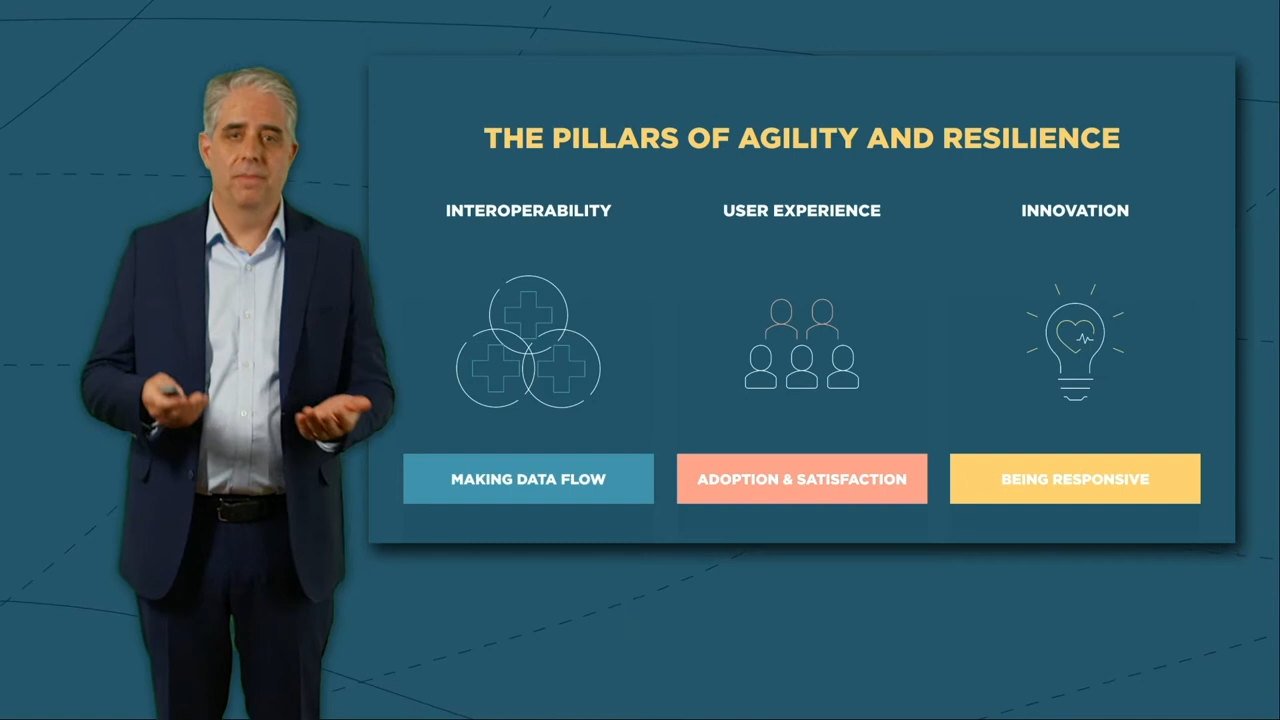 THE PILLARS OF AGILITY AND RESILIENCE
INTEROPERABILITY
USER EXPERIENCE
INNOVATION
MAKING DATA FLOW
ADOPTION & SATISFACTION
BEING RESPONSIVE